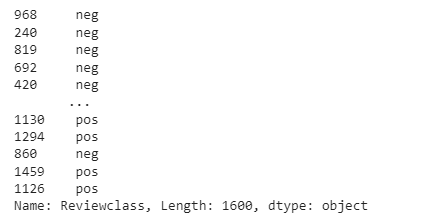 968 neg
240 neg
819 neg
692 neg
420 neg
...
1130 pos
1294 pos
860 neg
1459 pos
1126 pos
Name: Reviewclass, Length: 1600, dtype: object